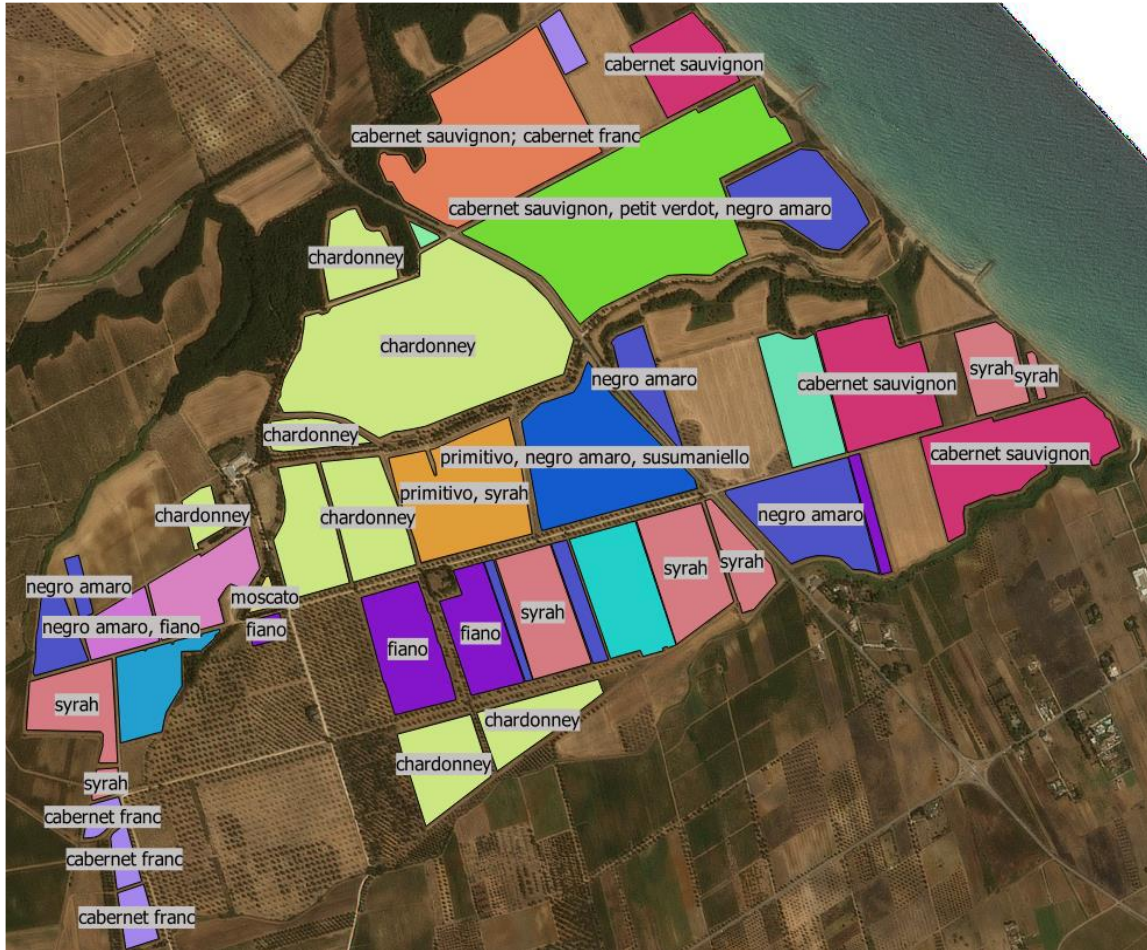 cabernet sauvignon
cabernet sauvignon; cabernet franc
cabernet sauvignon, petit verdot, negro amaro
chardonney
chardonney
negro amaro
cabernet sauvignon
syrah
syrah
chardonney
primitivo, negro amaro, susumaniello
cabernet sauvignon
primitivo, syrah
chardonney
chardonney
negro amaro
syrah
syrah
negro amaro
moscato
syrah
negro amaro, fiano
fiano
fiano
fiano
syrah
chardonney
chardonney
syrah
cabernet franc
cabernet franc
cabernet franc